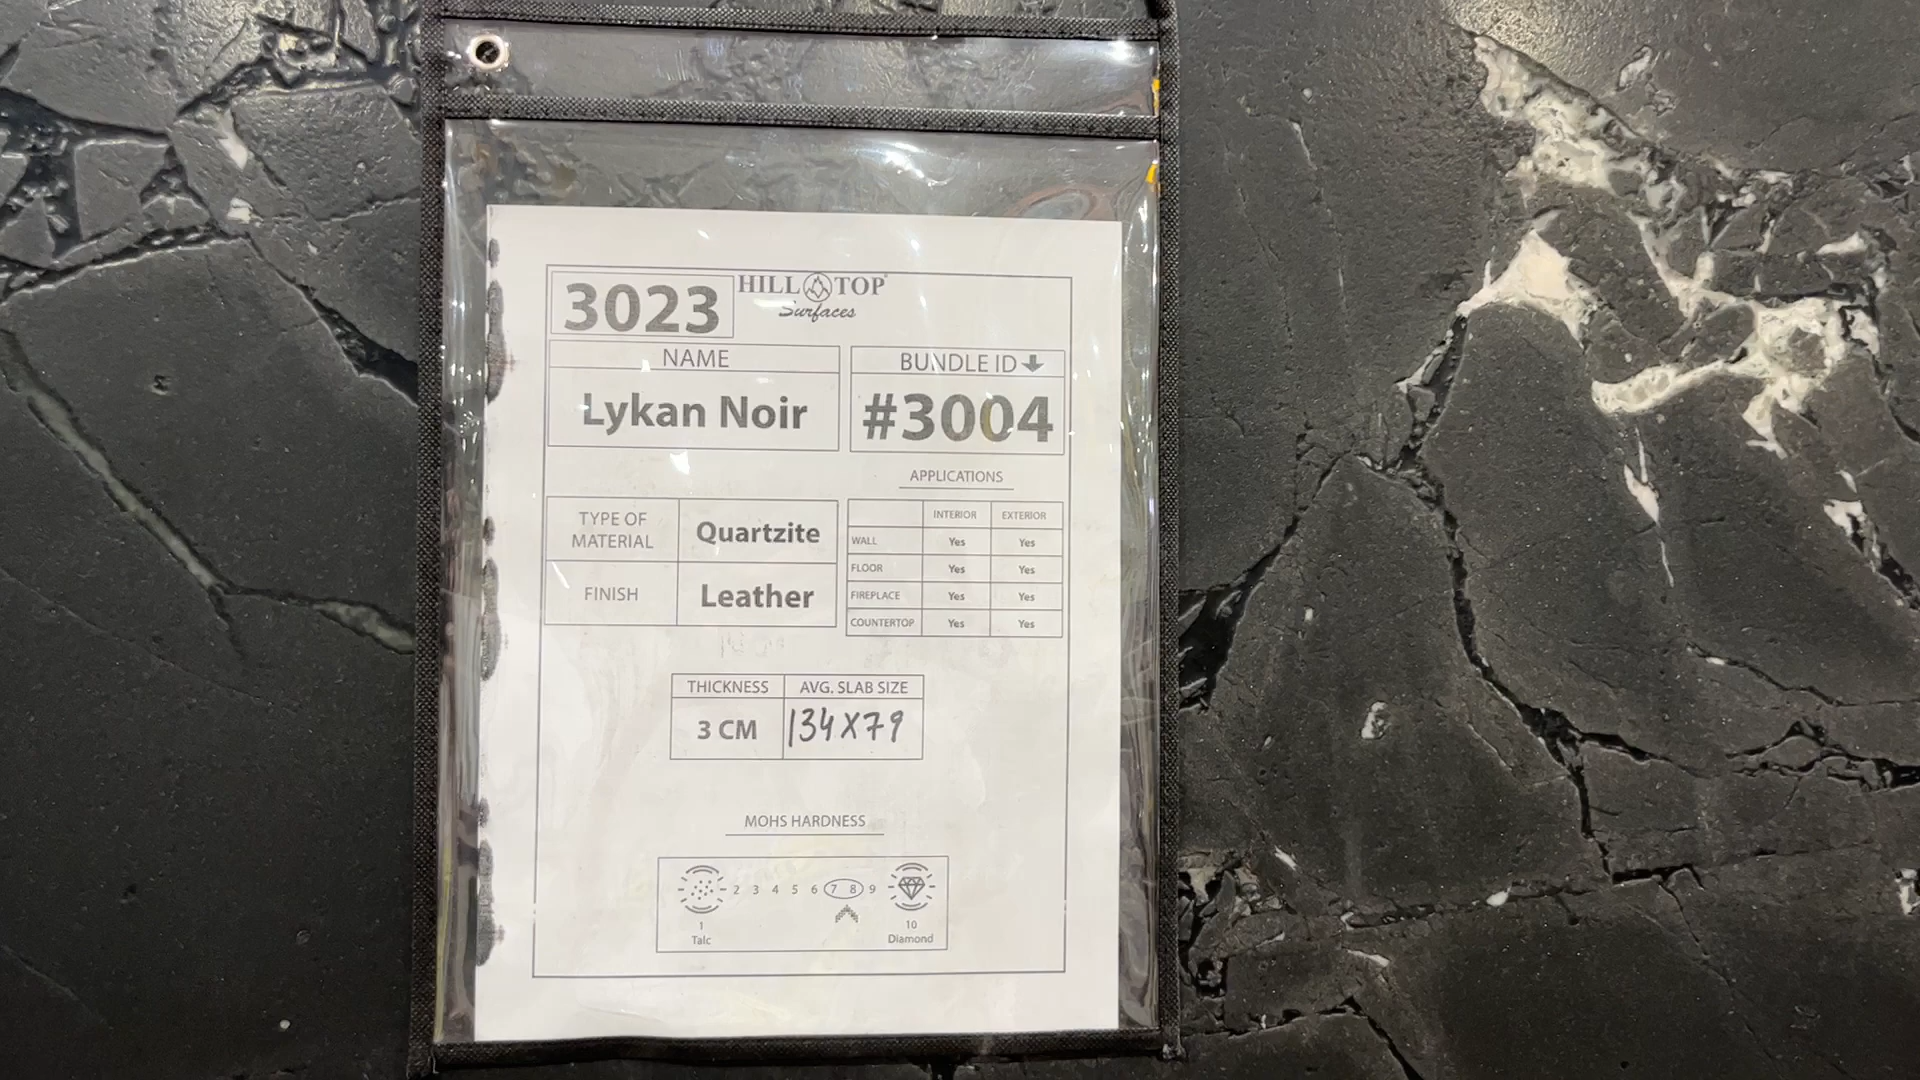 3023
HILL TOP
Surfaces
NAME
Lykan Noir
BUNDLE ID
#3004
APPLICATIONS
TYPE OF MATERIAL Quartzite
FINISH Leather
INTERIOR EXTERIOR
WALL Yes Yes
FLOOR Yes Yes
FIREPLACE Yes Yes
COUNTERTOP Yes Yes
THICKNESS AVG. SLAB SIZE
3 CM 134X79
MOHS HARDNESS
2 3 4 5 6 7 8 9
1 10
Talc Diamond